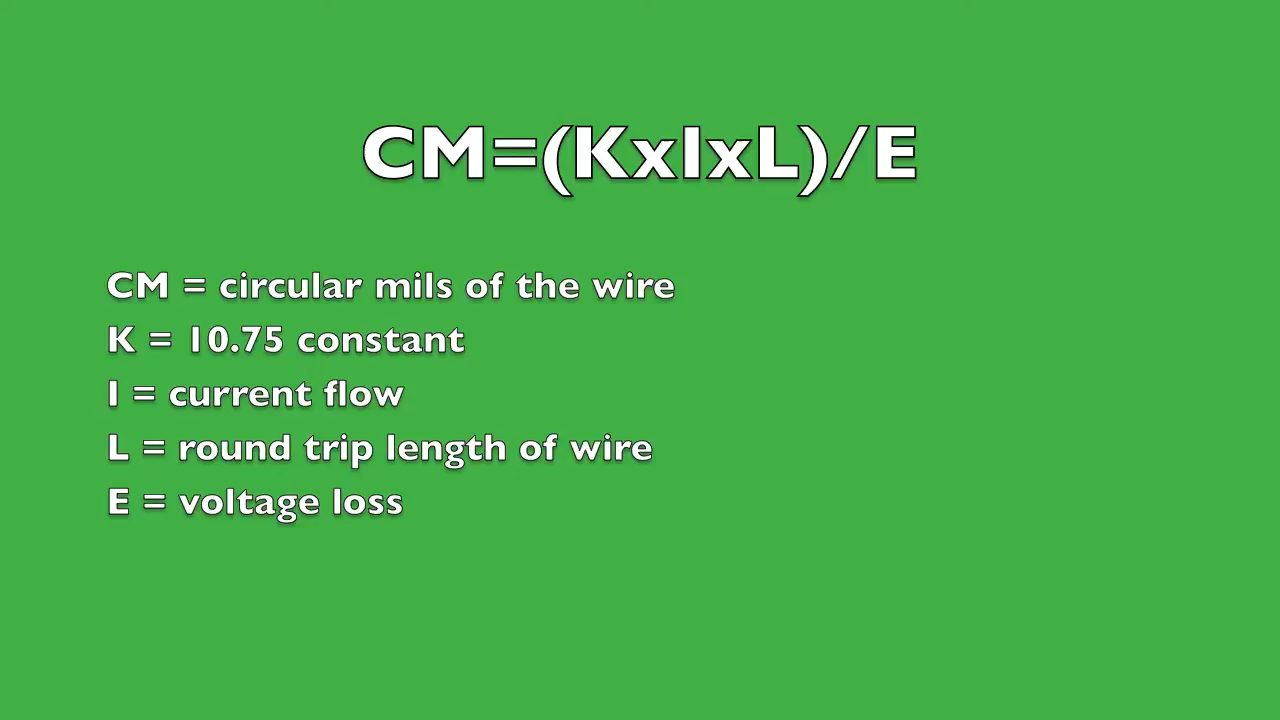 CM=(KxIxL)/E
CM = circular mils of the wire
K = 10.75 constant
I = current flow
L = round trip length of wire
E = voltage loss